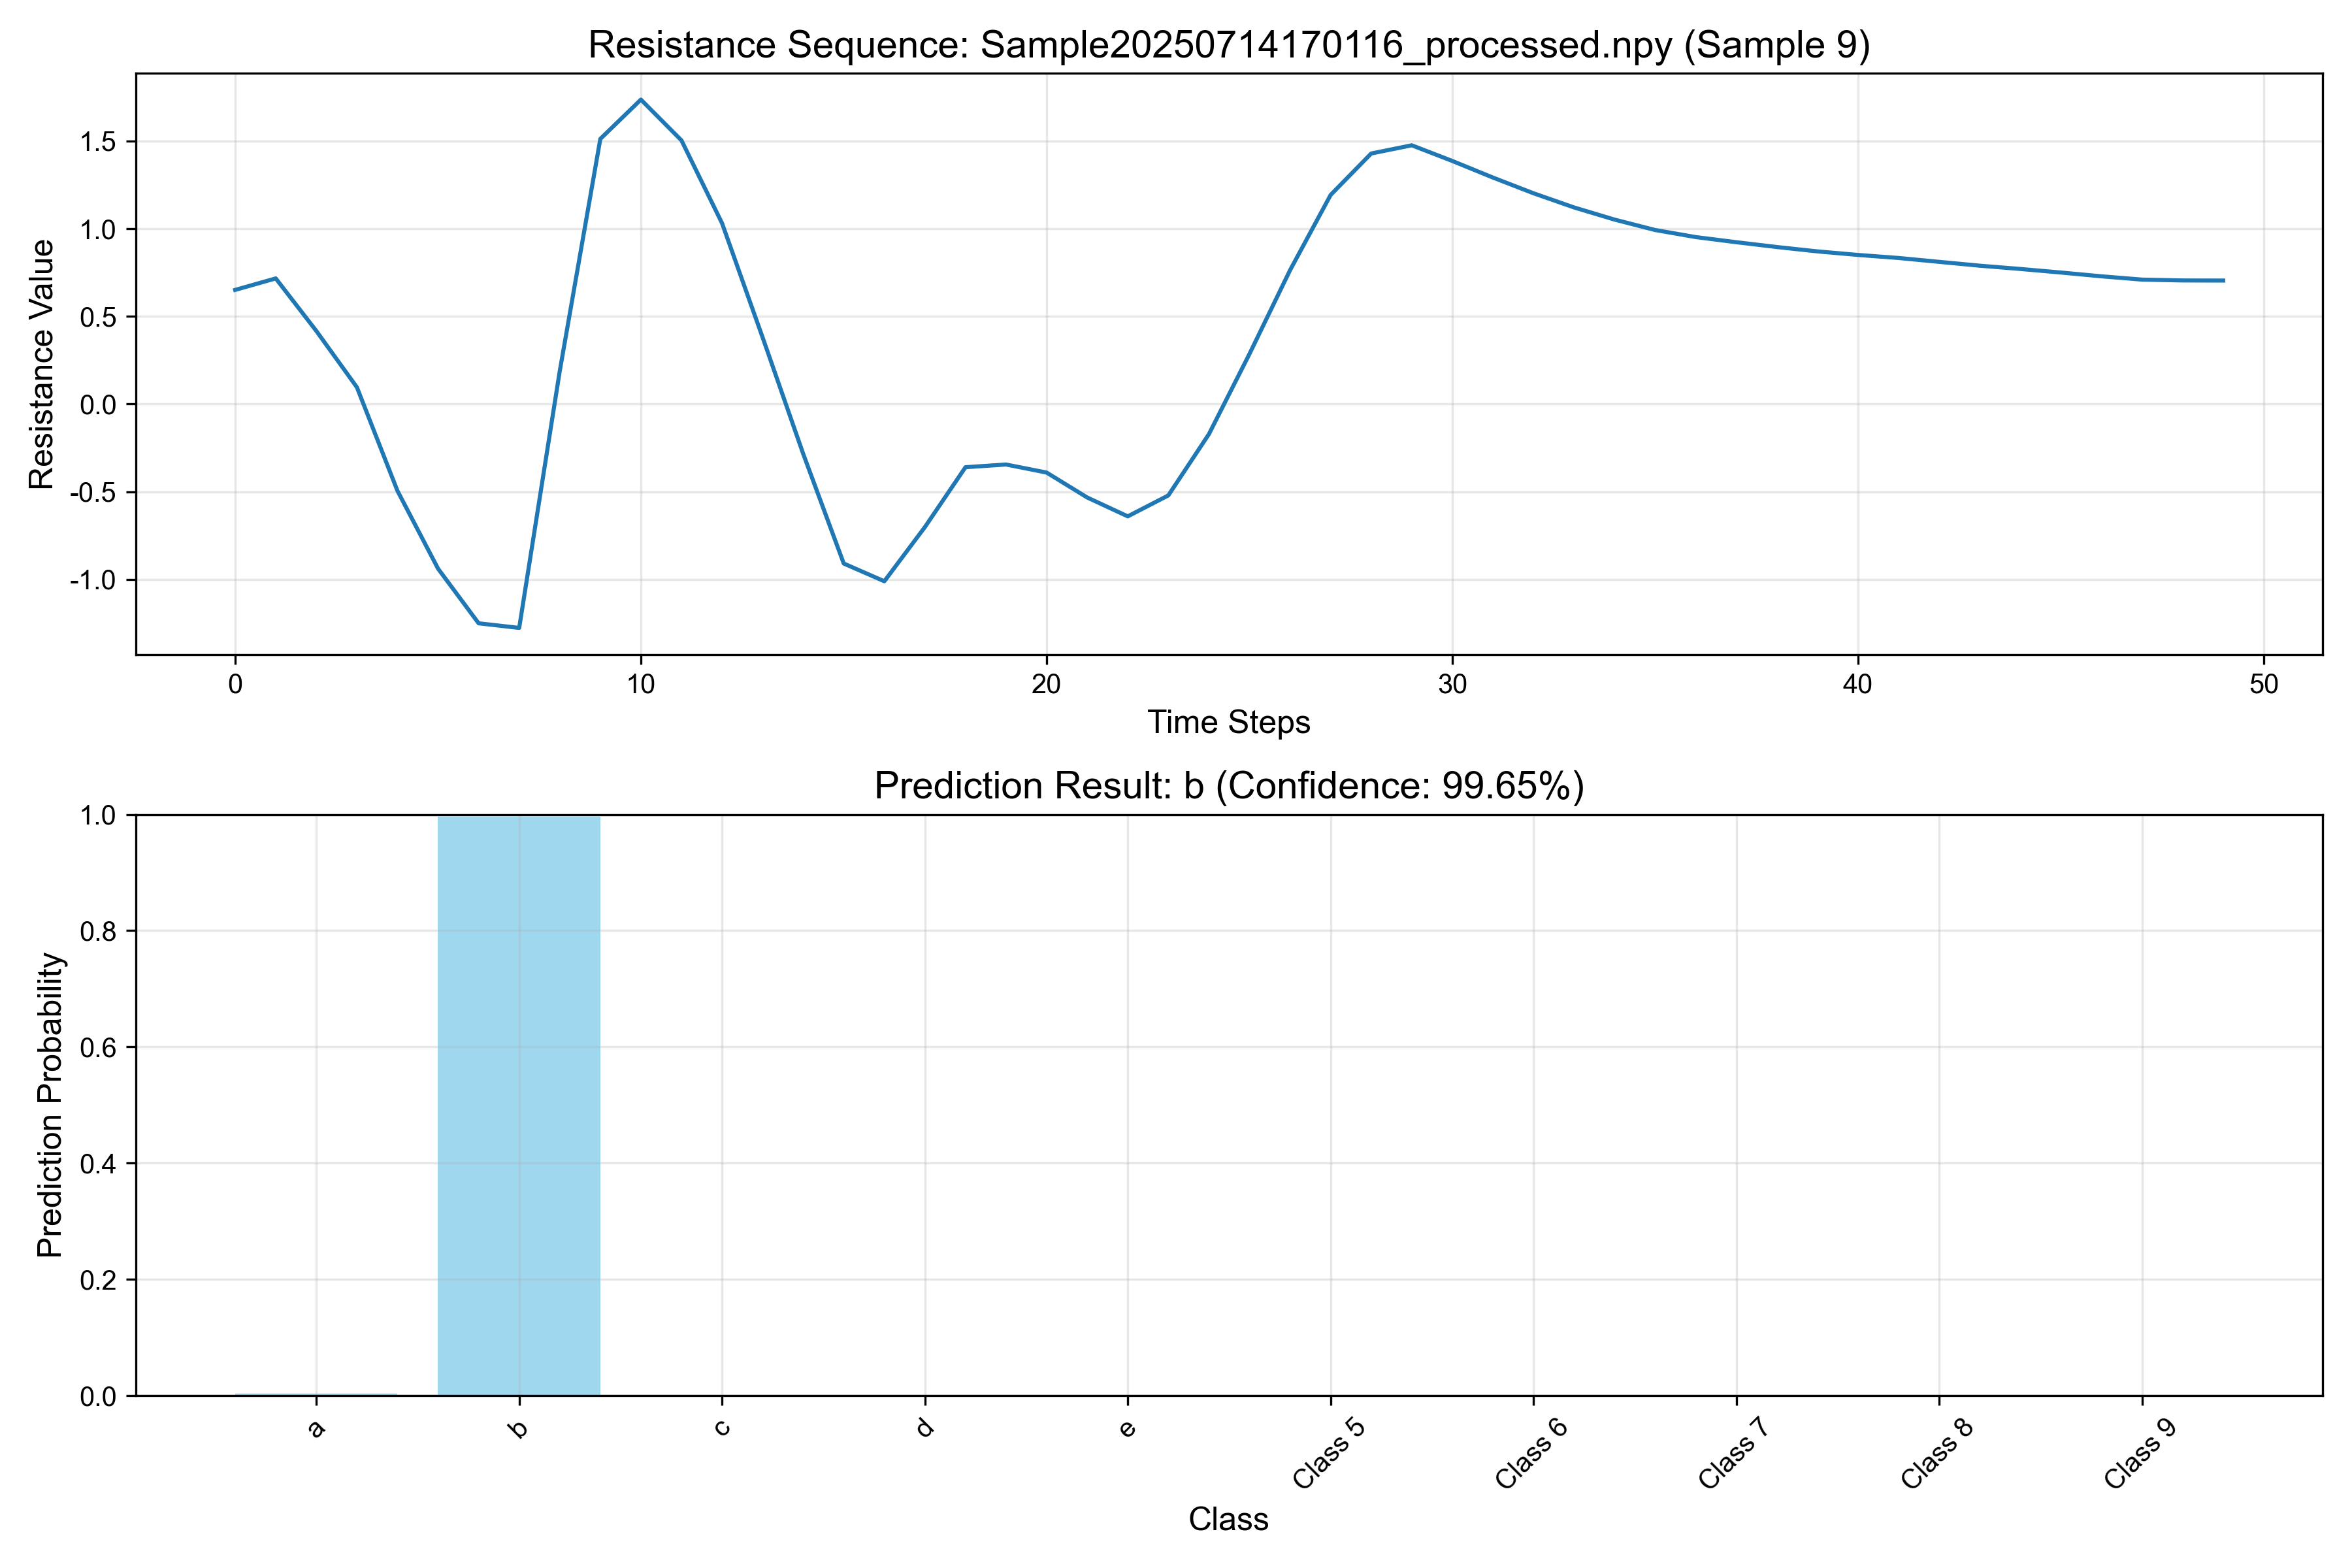 Resistance Sequence: Sample20250714170116_processed.npy (Sample 9)
Resistance Value
1.5
1.0
0.5
0.0
-0.5
-1.0
0 10 20 30 40 50
Time Steps
Prediction Result: b (Confidence: 99.65%)
Prediction Probability
1.0
0.8
0.6
0.4
0.2
0.0
a b c d e Class 5 Class 6 Class 7 Class 8 Class 9
Class